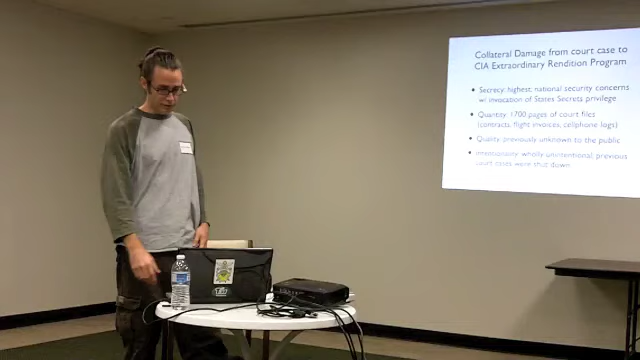 Collateral Damage from court case to
CIA Extraordinary Rendition Program
• Secrecy: highest, national security concerns
w/ invocation of States Secrets privilege
• Quantity: 1700 pages of court files
(contracts, flight invoices, cellphone logs)
• Quality: previously unknown to the public
• Intentionality: wholly unintentional; previous
court cases were shut down